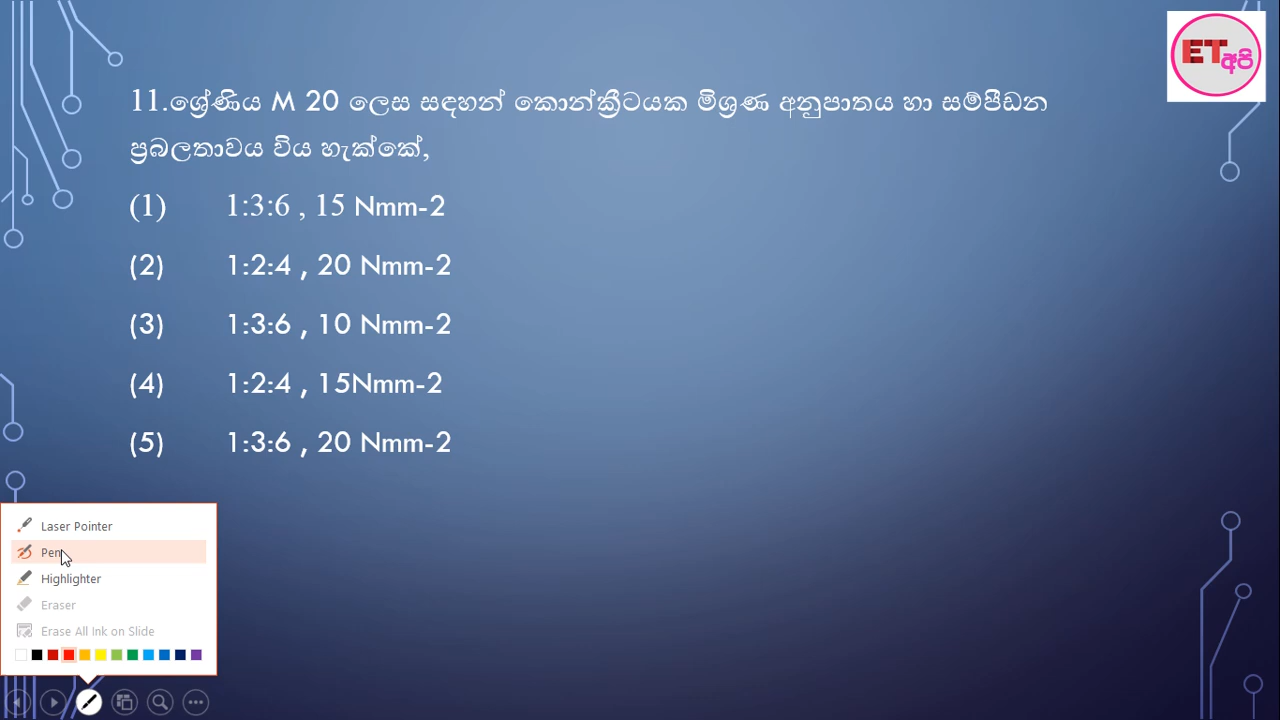 ET
අපි
11.ශ්‍රේණිය M 20 ලෙස සඳහන් කොන්ක්‍රීටයක මිශ්‍රණ අනුපාතය හා සම්පීඩන
ප්‍රබලතාවය විය හැක්කේ,
(1) 1:3:6 , 15 Nmm-2
(2) 1:2:4 , 20 Nmm-2
(3) 1:3:6 , 10 Nmm-2
(4) 1:2:4 , 15Nmm-2
(5) 1:3:6 , 20 Nmm-2
Laser Pointer
Pen
Highlighter
Eraser
Erase All Ink on Slide